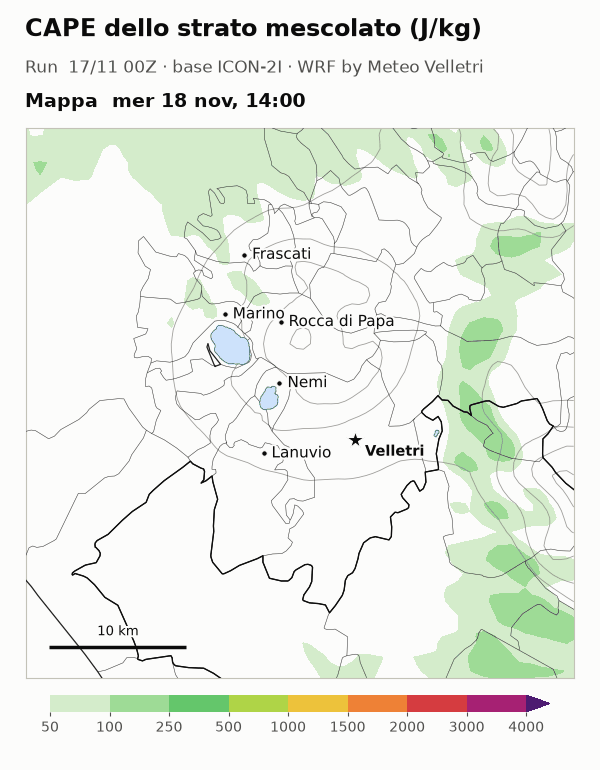 CAPE dello strato mescolato (J/kg)
Run  17/11 00Z · base ICON-2I · WRF by Meteo Velletri
Mappa  mer 18 nov, 14:00
Frascati
Marino
Rocca di Papa
Nemi
Velletri
Lanuvio
10 km
50 100 250 500 1000 1500 2000 3000 4000